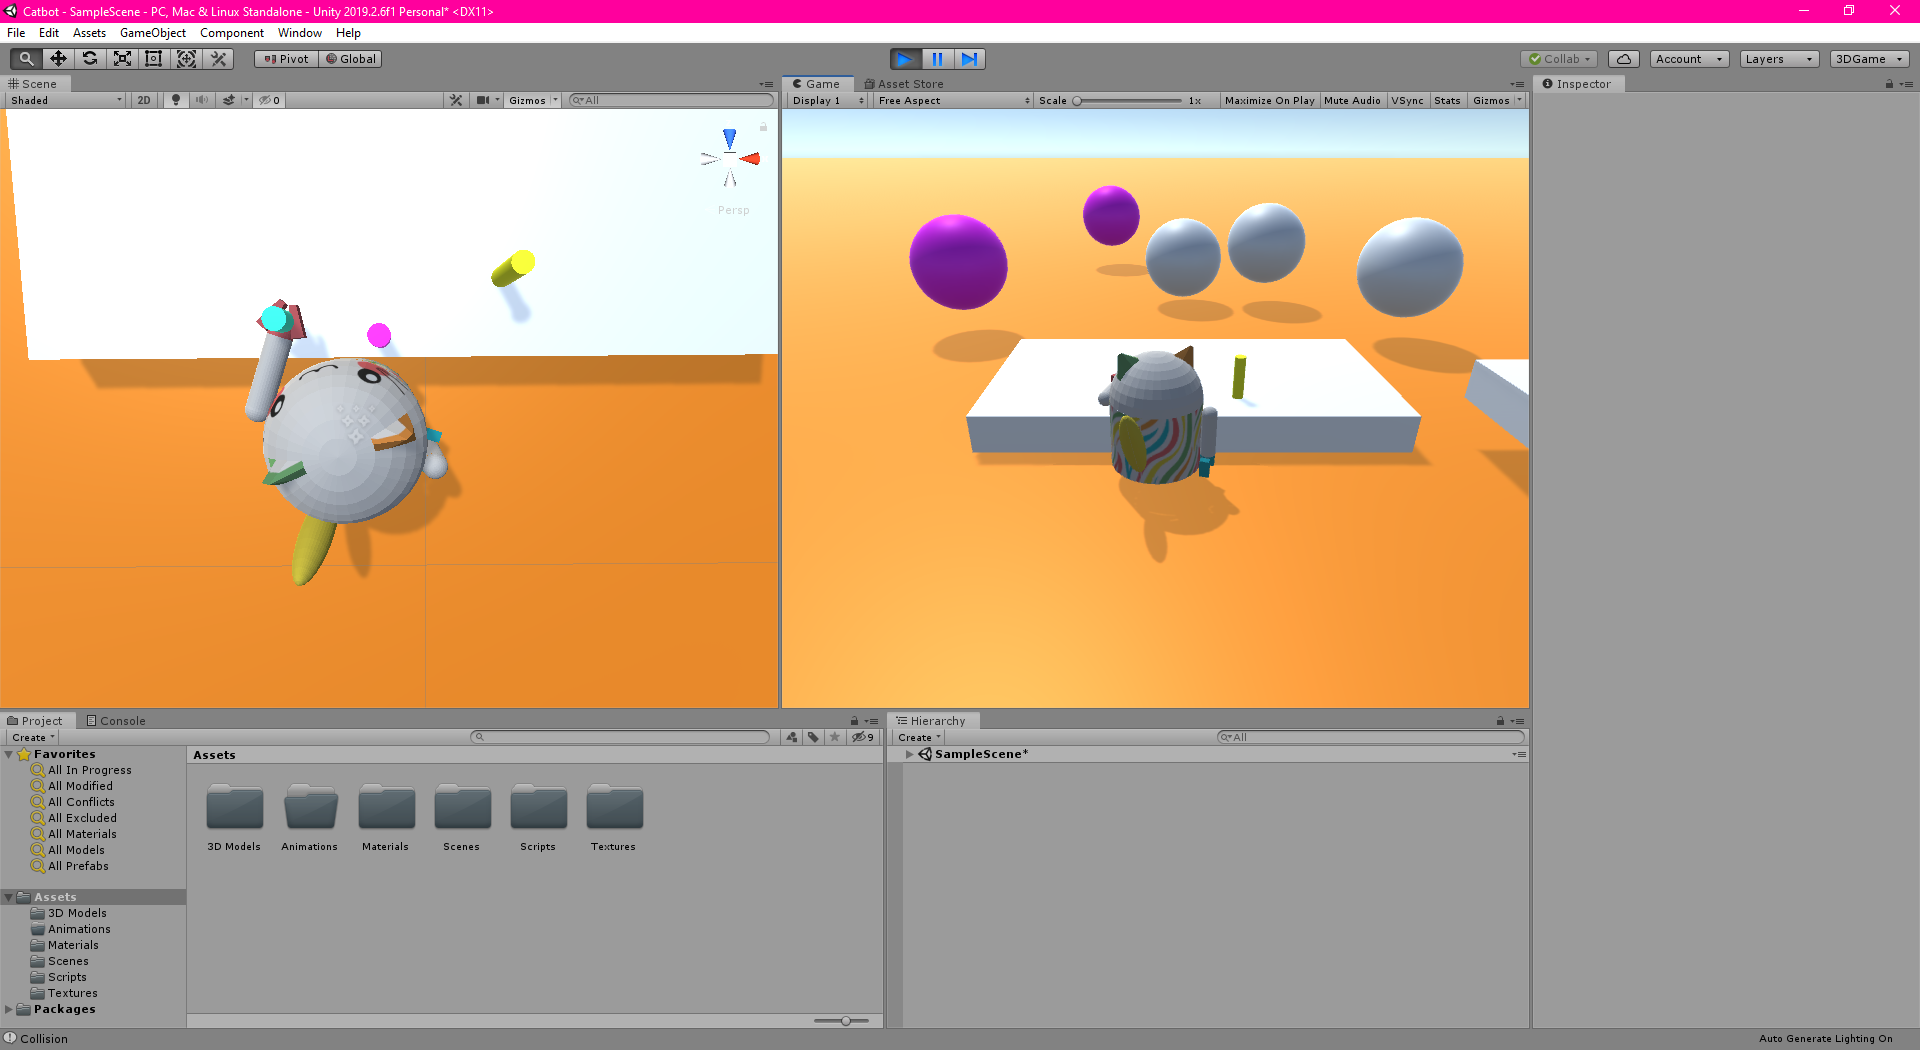 Catbot - SampleScene - PC, Mac & Linux Standalone - Unity 2019.2.6f1 Personal* <DX11>
File Edit Assets GameObject Component Window Help
Pivot Global Collab Account Layers 3DGame
Scene
Shaded 2D 0 Gizmos All
Persp
Game Asset Store
Display 1 Free Aspect Scale 1x Maximize On Play Mute Audio VSync Stats Gizmos
Inspector
Project Console
Create 9
Favorites
All In Progress
All Modified
All Conflicts
All Excluded
All Materials
All Models
All Prefabs
Assets
3D Models
Animations
Materials
Scenes
Scripts
Textures
Packages
Assets
3D Models Animations Materials Scenes Scripts Textures
Hierarchy
Create All
SampleScene*
Collision
Auto Generate Lighting On